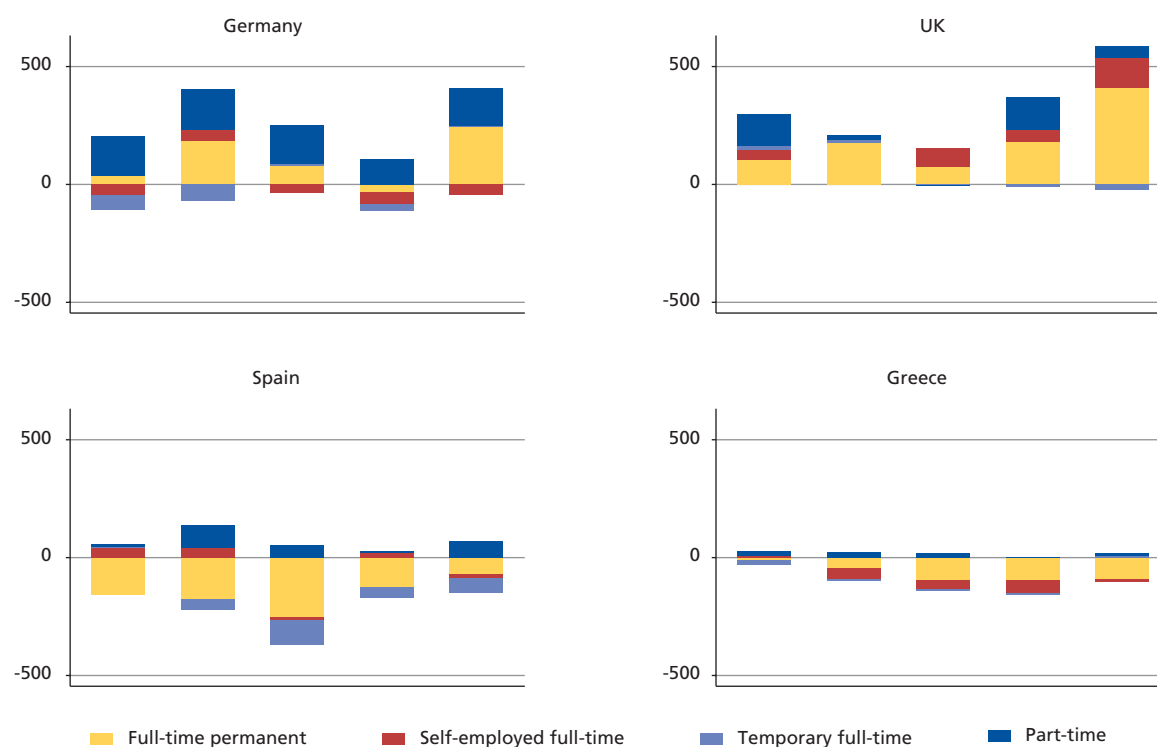 Germany
UK
500
0
-500
500
0
-500
Spain
Greece
500
0
-500
500
0
-500
Full-time permanent
Self-employed full-time
Temporary full-time
Part-time